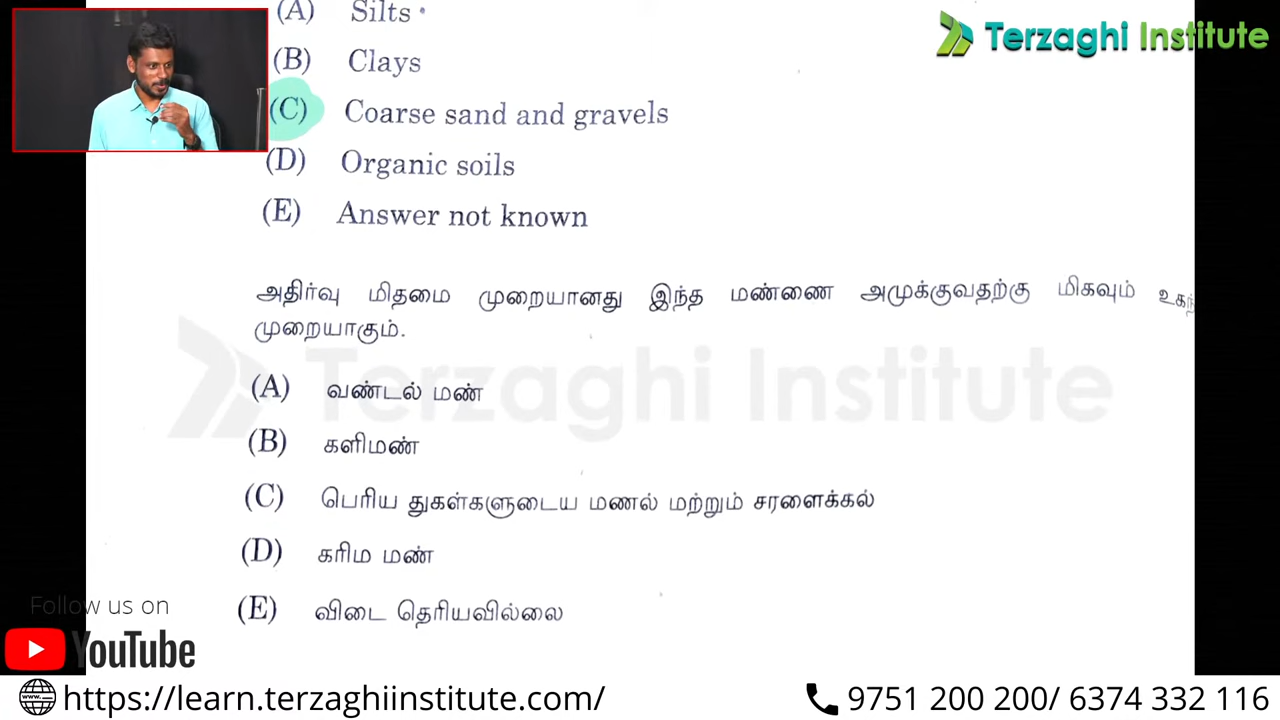 (A) Silts
Terzaghi Institute
(B) Clays
(C) Coarse sand and gravels
(D) Organic soils
(E) Answer not known
அதிர்வு மிதமை முறையானது இந்த மண்ணை அமுக்குவதற்கு மிகவும்
முறையாகும்.
Terzaghi Institute
(A) வண்டல் மண்
(B) களிமண்
(C) பெரிய துகள்களுடைய மணல் மற்றும் சரளைக்கல்
(D) கரிம மண்
(E) விடை தெரியவில்லை
Follow us on
YouTube
https://learn.terzaghiinstitute.com/
9751 200 200/ 6374 332 116